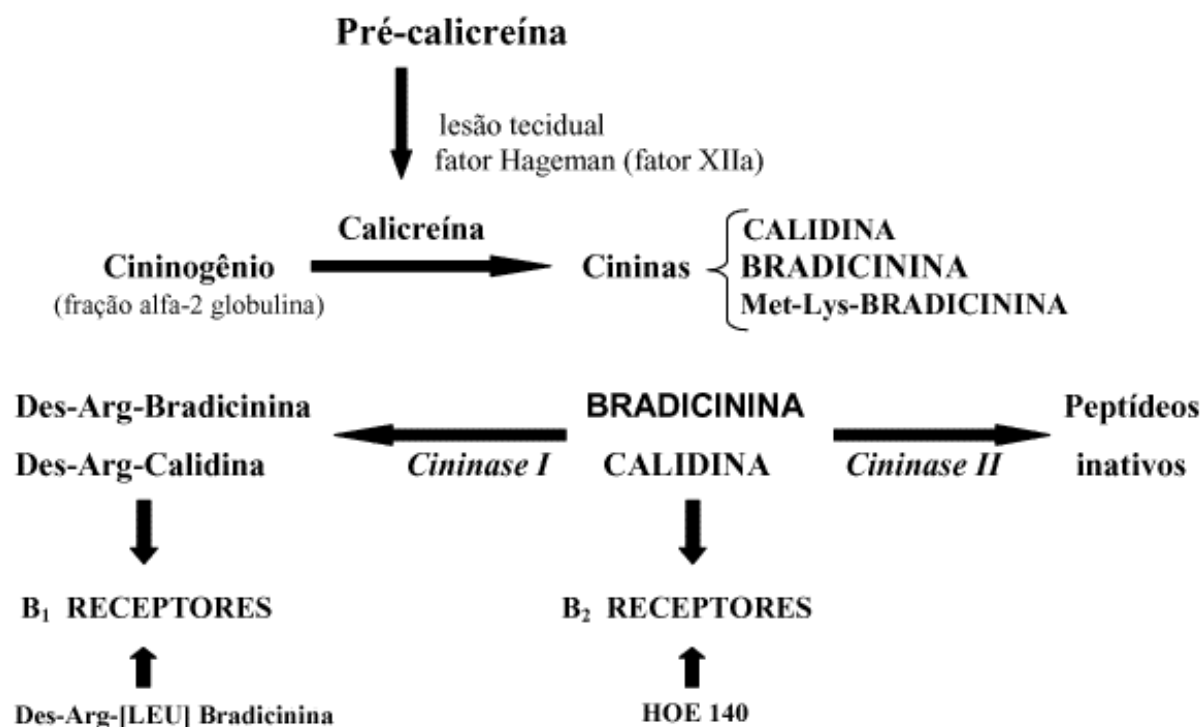 Pré-calicreína
lesão tecidual
fator Hageman (fator XIIa)
Calicreína
Cininogênio
(fração alfa-2 globulina)
Cininas
CALIDINA
BRADICININA
Met-Lys-BRADICININA
Des-Arg-Bradicinina
BRADICININA
Peptídeos
Des-Arg-Calidina
Cininase I
CALIDINA
Cininase II
inativos
B₁ RECEPTORES
B₂ RECEPTORES
Des-Arg-[LEU] Bradicinina
HOE 140